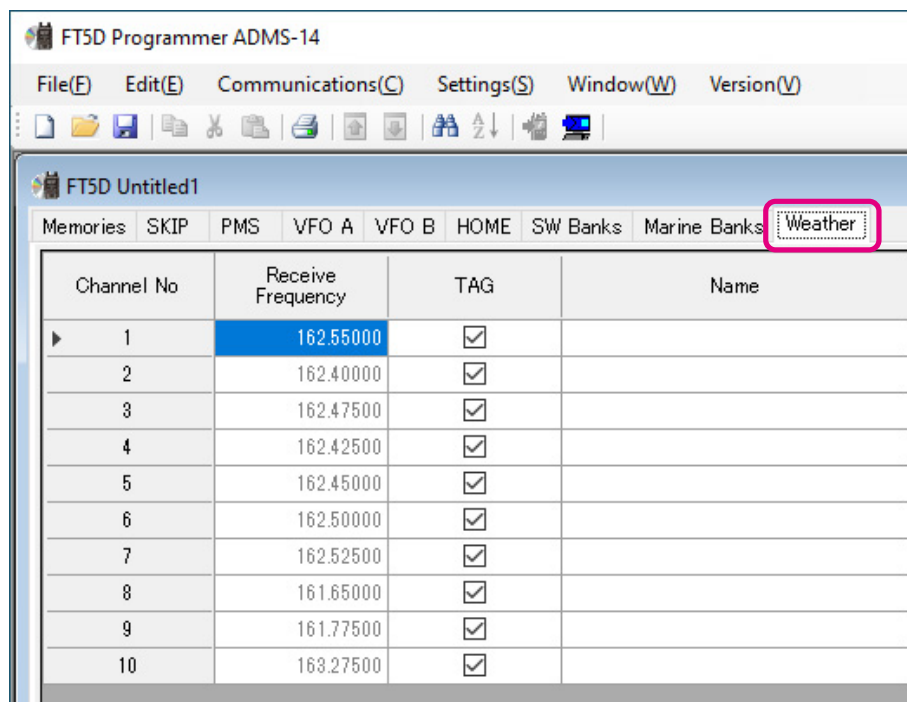 FT5D Programmer ADMS-14
File(F) Edit(E) Communications(C) Settings(S) Window(W) Version(V)
FT5D Untitled1
Memories SKIP PMS VFO A VFO B HOME SW Banks Marine Banks Weather
Channel No Receive Frequency TAG Name
1 162.55000
2 162.40000
3 162.47500
4 162.42500
5 162.45000
6 162.50000
7 162.52500
8 161.65000
9 161.77500
10 163.27500